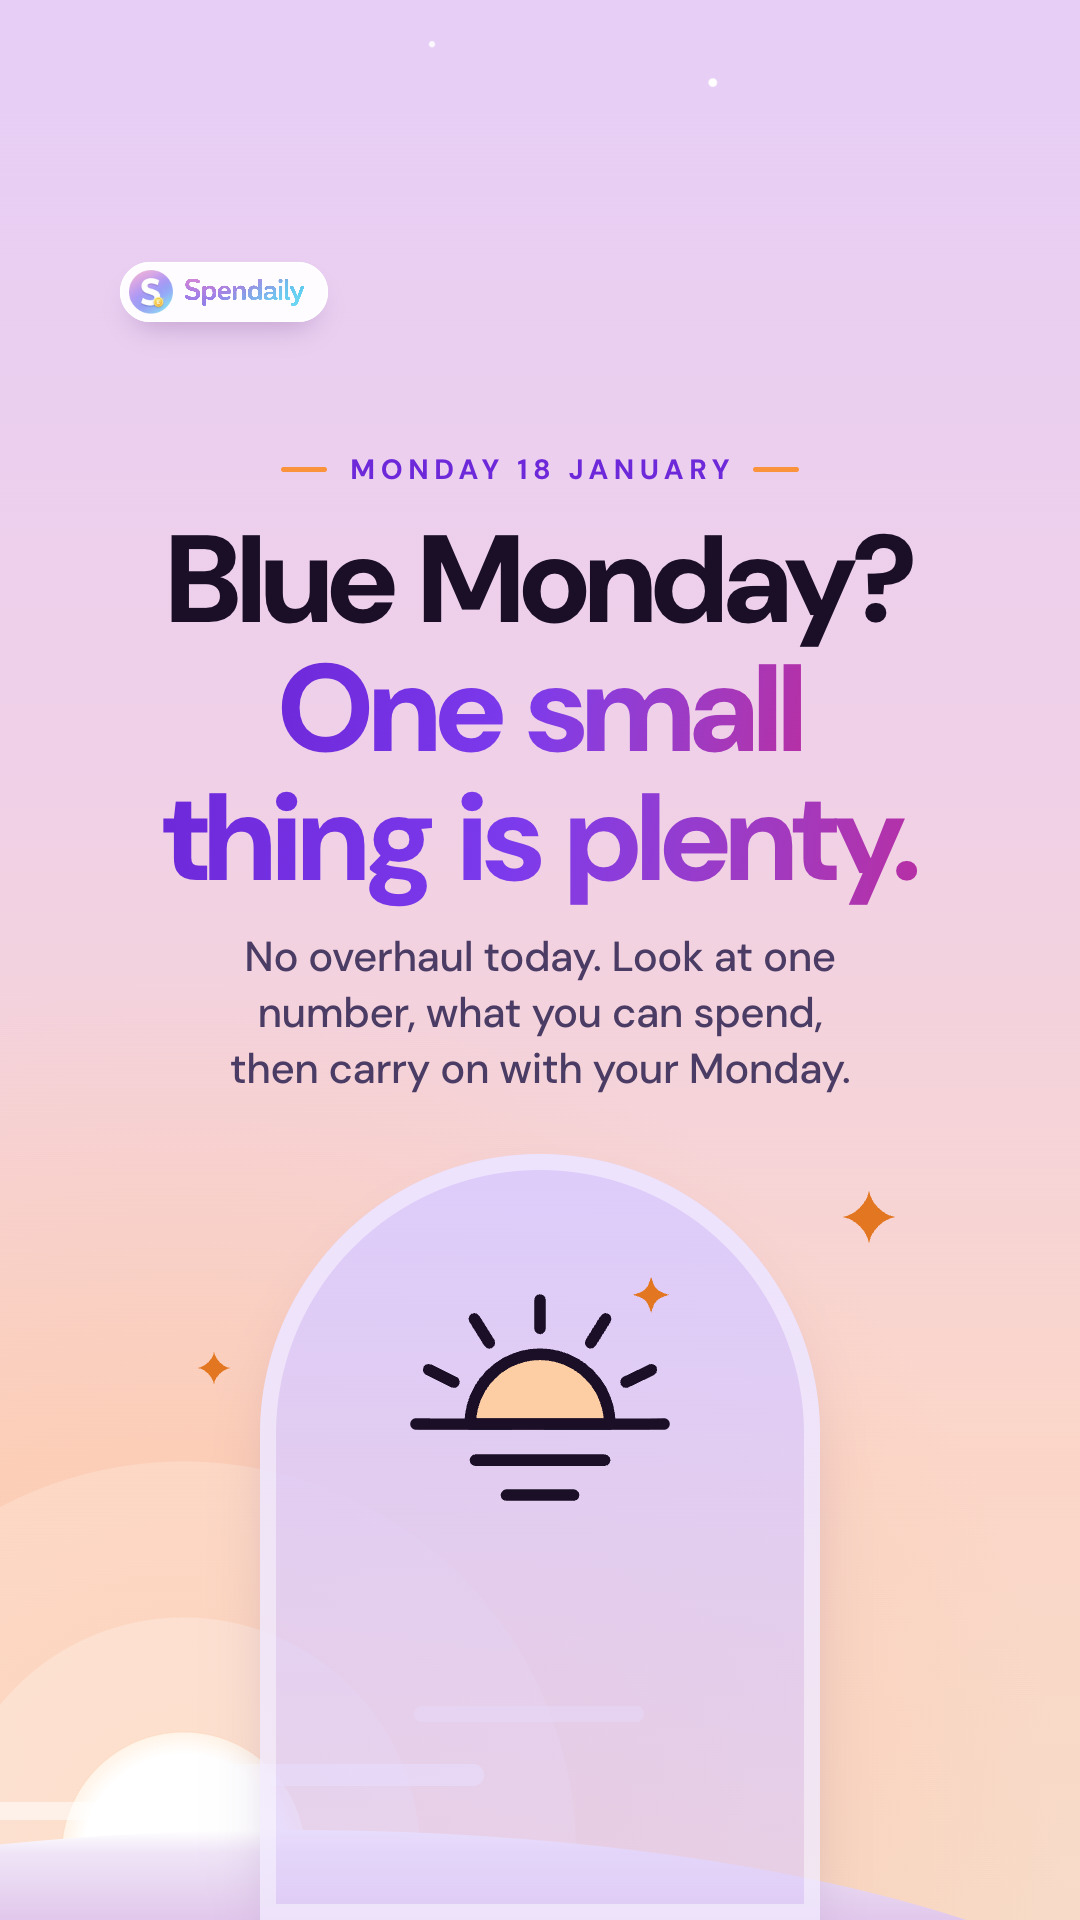 Spendaily
MONDAY 18 JANUARY
Blue Monday?
One small
thing is plenty.
No overhaul today. Look at one
number, what you can spend,
then carry on with your Monday.